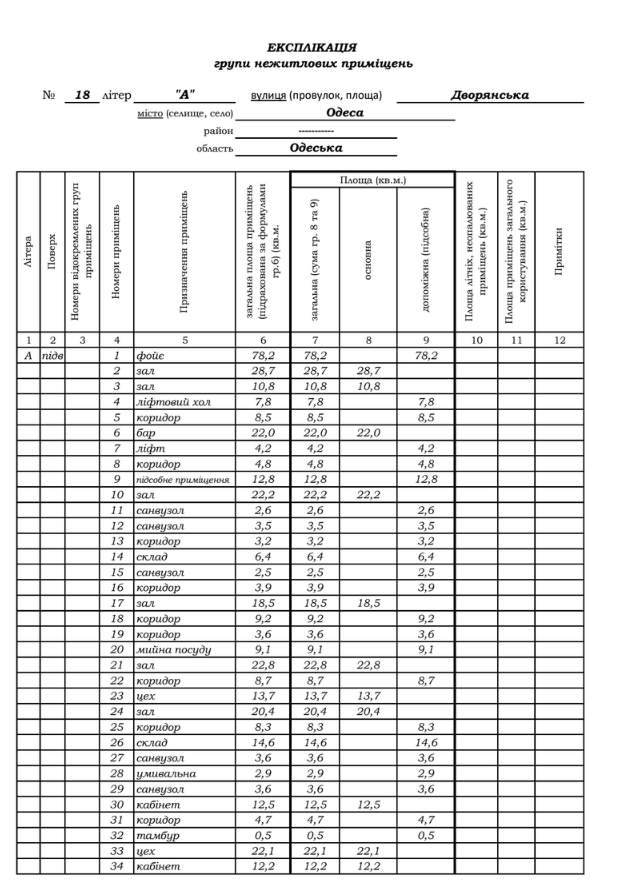 ЕКСПЛІКАЦІЯ
групи нежитлових приміщень
№ 18 літер "А" вулиця (провулок, площа) Дворянська
місто (селище, село) Одеса
район -----------
область Одеська
Літера
Поверх
Номери відокремлених груп приміщень
Номери приміщень
Призначення приміщень
загальна площа приміщень (підрахована за формулами гр.6) (кв.м.
Площа (кв.м.)
загальна (сума гр. 8 та 9)
основна
допоміжна (підсобна)
Площа літніх, неопалюваних приміщень (кв.м.)
Площа приміщень загального користування (кв.м.)
Примітки
1 2 3 4 5 6 7 8 9 10 11 12
А підв 1 фойє 78,2 78,2 78,2
2 зал 28,7 28,7 28,7
3 зал 10,8 10,8 10,8
4 ліфтовий хол 7,8 7,8 7,8
5 коридор 8,5 8,5 8,5
6 бар 22,0 22,0 22,0
7 ліфт 4,2 4,2 4,2
8 коридор 4,8 4,8 4,8
9 підсобне приміщення 12,8 12,8 12,8
10 зал 22,2 22,2 22,2
11 санвузол 2,6 2,6 2,6
12 санвузол 3,5 3,5 3,5
13 коридор 3,2 3,2 3,2
14 склад 6,4 6,4 6,4
15 санвузол 2,5 2,5 2,5
16 коридор 3,9 3,9 3,9
17 зал 18,5 18,5 18,5
18 коридор 9,2 9,2 9,2
19 коридор 3,6 3,6 3,6
20 мийна посуду 9,1 9,1 9,1
21 зал 22,8 22,8 22,8
22 коридор 8,7 8,7 8,7
23 цех 13,7 13,7 13,7
24 зал 20,4 20,4 20,4
25 коридор 8,3 8,3 8,3
26 склад 14,6 14,6 14,6
27 санвузол 3,6 3,6 3,6
28 умивальна 2,9 2,9 2,9
29 санвузол 3,6 3,6 3,6
30 кабінет 12,5 12,5 12,5
31 коридор 4,7 4,7 4,7
32 тамбур 0,5 0,5 0,5
33 цех 22,1 22,1 22,1
34 кабінет 12,2 12,2 12,2